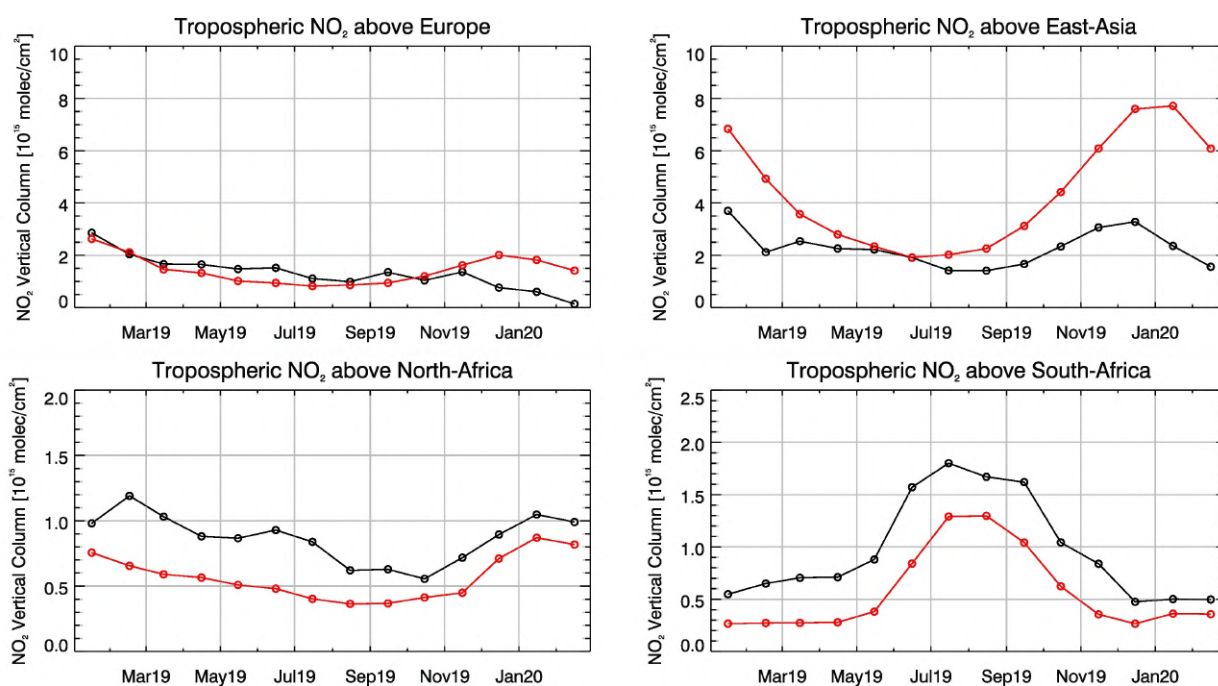 Tropospheric NO₂ above Europe
NO₂ Vertical Column [10¹⁵ molec/cm²]
10
8
6
4
2
0
Mar19 May19 Jul19 Sep19 Nov19 Jan20
Tropospheric NO₂ above East-Asia
NO₂ Vertical Column [10¹⁵ molec/cm²]
10
8
6
4
2
0
Mar19 May19 Jul19 Sep19 Nov19 Jan20
Tropospheric NO₂ above North-Africa
NO₂ Vertical Column [10¹⁵ molec/cm²]
2.0
1.5
1.0
0.5
0.0
Mar19 May19 Jul19 Sep19 Nov19 Jan20
Tropospheric NO₂ above South-Africa
NO₂ Vertical Column [10¹⁵ molec/cm²]
2.5
2.0
1.5
1.0
0.5
0.0
Mar19 May19 Jul19 Sep19 Nov19 Jan20